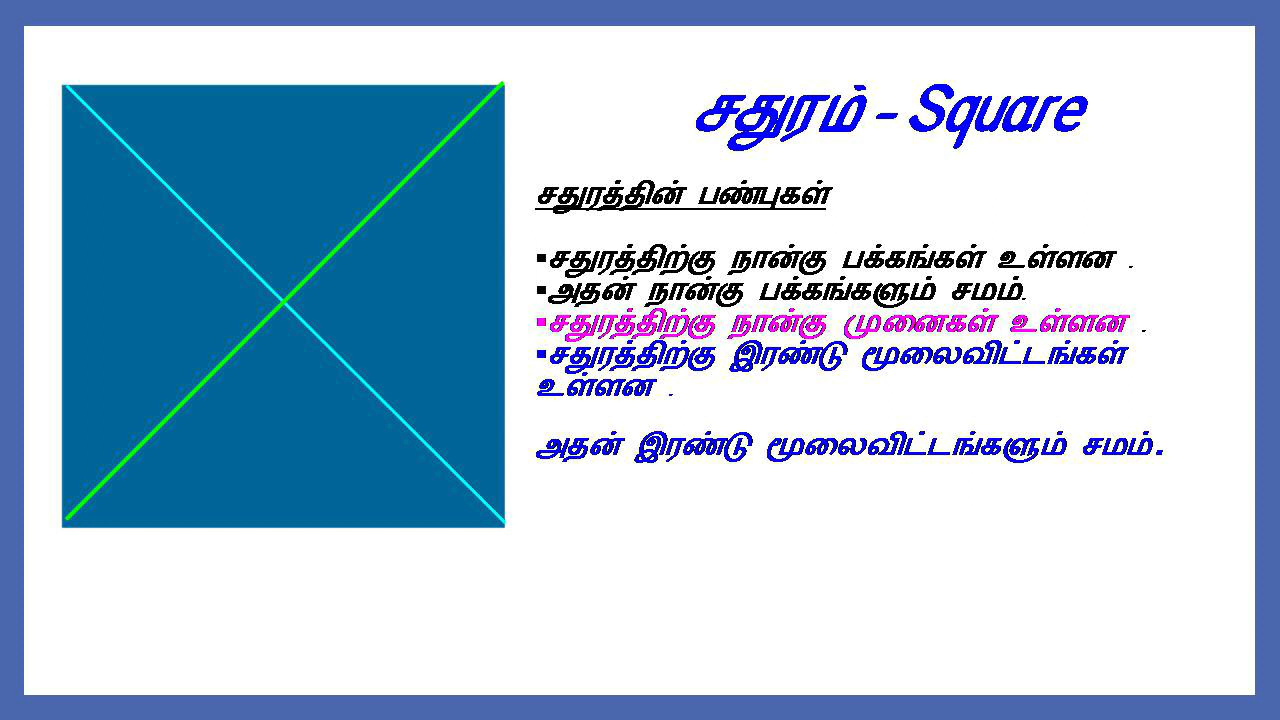 சதுரம் - Square
சதுரத்தின் பண்புகள்
▪சதுரத்திற்கு நான்கு பக்கங்கள் உள்ளன .
▪அதன் நான்கு பக்கங்களும் சமம்.
▪சதுரத்திற்கு நான்கு முனைகள் உள்ளன .
▪சதுரத்திற்கு இரண்டு மூலைவிட்டங்கள்
உள்ளன .
அதன் இரண்டு மூலைவிட்டங்களும் சமம்.